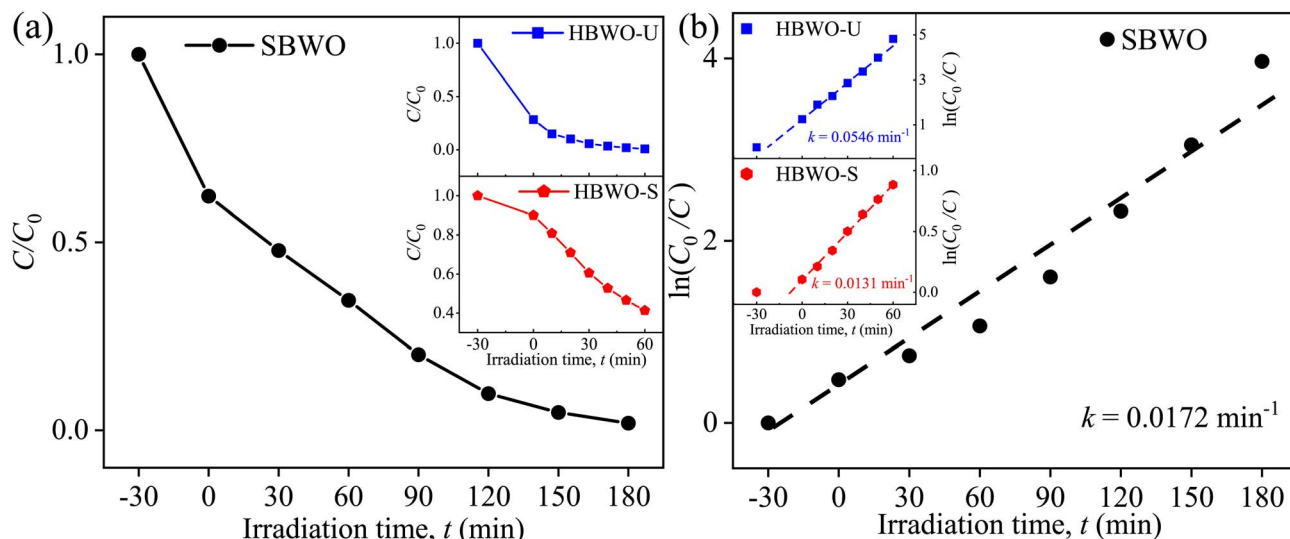 (a)
SBWO
C/C0
1.0
0.5
0.0
-30 0 30 60 90 120 150 180
Irradiation time, t (min)
HBWO-U
C/C0
1.0
0.5
0.0
HBWO-S
C/C0
1.0
0.8
0.6
0.4
-30 0 30 60
Irradiation time, t (min)
(b)
SBWO
ln(C0/C)
4
2
0
k = 0.0172 min-1
-30 0 30 60 90 120 150 180
Irradiation time, t (min)
HBWO-U
ln(C0/C)
5
3
1
k = 0.0546 min-1
HBWO-S
ln(C0/C)
1.0
0.5
0.0
k = 0.0131 min-1
-30 0 30 60
Irradiation time, t (min)